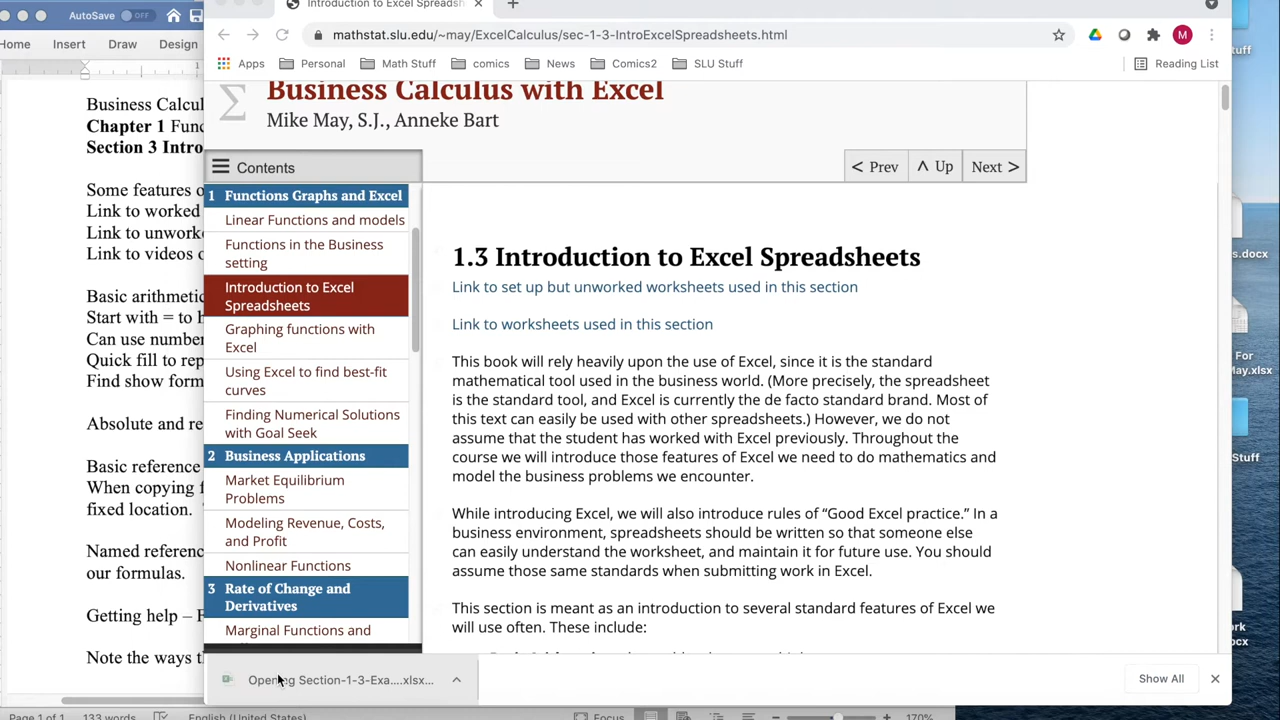 AutoSave OFF
Home Insert Draw Design
Business Calcul
Chapter 1 Func
Section 3 Intro
Some features o
Link to worked
Link to unworke
Link to videos o
Basic arithmetic
Start with = to h
Can use number
Quick fill to rep
Find show form
Absolute and re
Basic reference
When copying f
fixed location.
Named referenc
our formulas.
Getting help – F
Note the ways t
Page 1 of 1 133 words English (United States) Focus 170%
Introduction to Excel Spreadsh
mathstat.slu.edu/~may/ExcelCalculus/sec-1-3-IntroExcelSpreadsheets.html
M
Apps Personal Math Stuff comics News Comics2 SLU Stuff Reading List
Σ
Business Calculus with Excel
Mike May, S.J., Anneke Bart
Contents
< Prev ∧ Up Next >
1 Functions Graphs and Excel
Linear Functions and models
Functions in the Business
setting
Introduction to Excel
Spreadsheets
Graphing functions with
Excel
Using Excel to find best-fit
curves
Finding Numerical Solutions
with Goal Seek
2 Business Applications
Market Equilibrium
Problems
Modeling Revenue, Costs,
and Profit
Nonlinear Functions
3 Rate of Change and
Derivatives
Marginal Functions and
1.3 Introduction to Excel Spreadsheets
Link to set up but unworked worksheets used in this section
Link to worksheets used in this section
This book will rely heavily upon the use of Excel, since it is the standard
mathematical tool used in the business world. (More precisely, the spreadsheet
is the standard tool, and Excel is currently the de facto standard brand. Most of
this text can easily be used with other spreadsheets.) However, we do not
assume that the student has worked with Excel previously. Throughout the
course we will introduce those features of Excel we need to do mathematics and
model the business problems we encounter.
While introducing Excel, we will also introduce rules of “Good Excel practice.” In a
business environment, spreadsheets should be written so that someone else
can easily understand the worksheet, and maintain it for future use. You should
assume those same standards when submitting work in Excel.
This section is meant as an introduction to several standard features of Excel we
will use often. These include:
Opening Section-1-3-Exa....xlsx...
Show All
tuff
s.docx
For
May.xlsx
Stuff
ork
cx